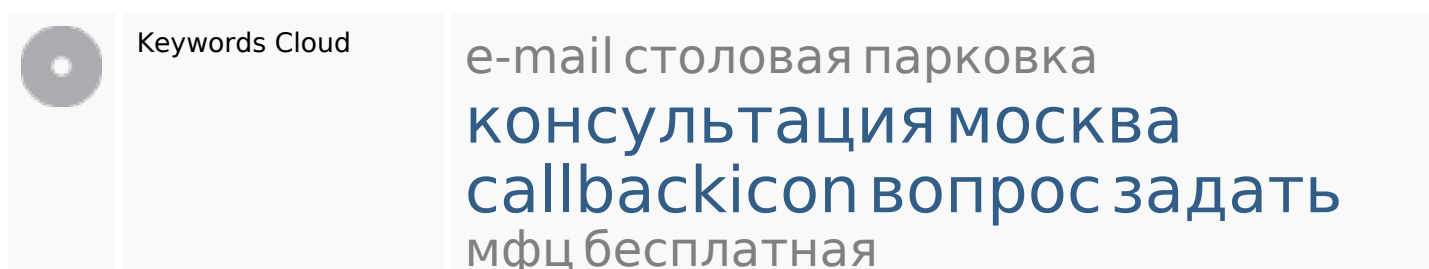 Keywords Cloud
e-mail столовая парковка
консультация москва
callbackicon вопрос задать
мфц бесплатная